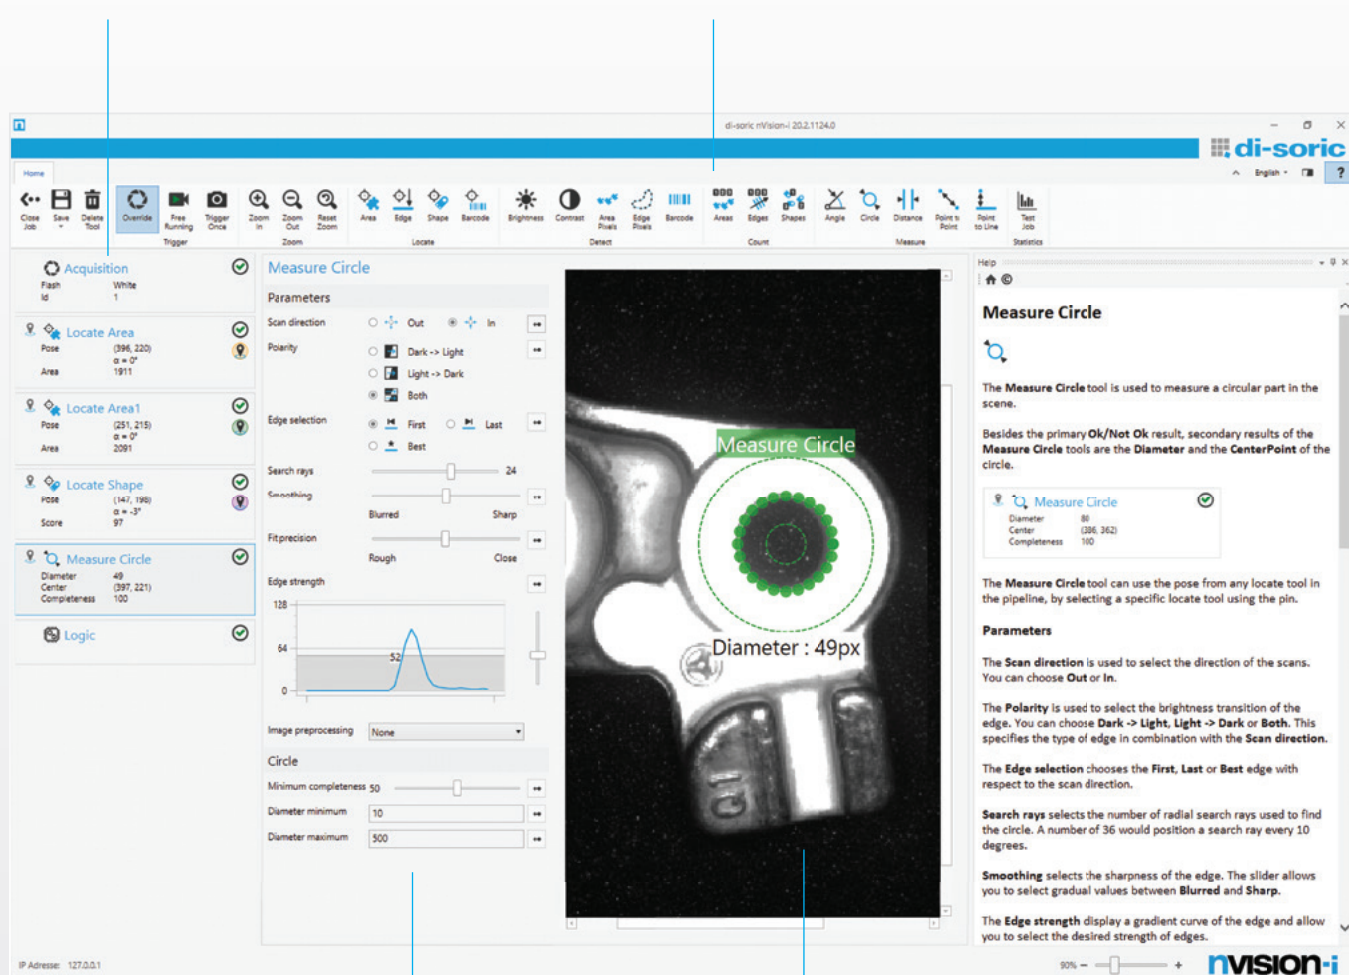 di-soric nVision-i 20.2.1124.0
di-soric
Home
English
?
Close Job
Save
Delete Tool
Override
Free Running
Trigger Once
Zoom In
Zoom Out
Reset Zoom
Area
Edge
Shape
Barcode
Brightness
Contrast
Area Pixels
Edge Pixels
Barcode
Areas
Edges
Shapes
Angle
Circle
Distance
Point to Point
Point to Line
Test Job
Trigger
Zoom
Locate
Detect
Count
Measure
Statistics
Acquisition
Flash White
Id 1
Locate Area
Pose (396, 220)
α = 0°
Area 1911
Locate Area1
Pose (251, 215)
α = 0°
Area 2091
Locate Shape
Pose (147, 198)
α = -3°
Score 97
Measure Circle
Diameter 49
Center (397, 221)
Completeness 100
Logic
Measure Circle
Parameters
Scan direction Out In
Polarity Dark -> Light
Light -> Dark
Both
Edge selection First Last
Best
Search rays 24
Smoothing
Blurred Sharp
Fit precision
Rough Close
Edge strength
128
64
52
0
Image preprocessing None
Circle
Minimum completeness 50
Diameter minimum 10
Diameter maximum 500
Measure Circle
Diameter : 49px
Help
Measure Circle
The Measure Circle tool is used to measure a circular part in the
scene.
Besides the primary Ok/Not Ok result, secondary results of the
Measure Circle tools are the Diameter and the CenterPoint of the
circle.
Measure Circle
Diameter 80
Center (386, 362)
Completeness 100
The Measure Circle tool can use the pose from any locate tool in
the pipeline, by selecting a specific locate tool using the pin.
Parameters
The Scan direction is used to select the direction of the scans.
You can choose Out or In.
The Polarity is used to select the brightness transition of the
edge. You can choose Dark -> Light, Light -> Dark or Both. This
specifies the type of edge in combination with the Scan direction.
The Edge selection chooses the First, Last or Best edge with
respect to the scan direction.
Search rays selects the number of radial search rays used to find
the circle. A number of 36 would position a search ray every 10
degrees.
Smoothing selects the sharpness of the edge. The slider allows
you to select gradual values between Blurred and Sharp.
The Edge strength display a gradient curve of the edge and allow
you to select the desired strength of edges.
IP Adresse: 127.0.0.1
90%
nVISION-i